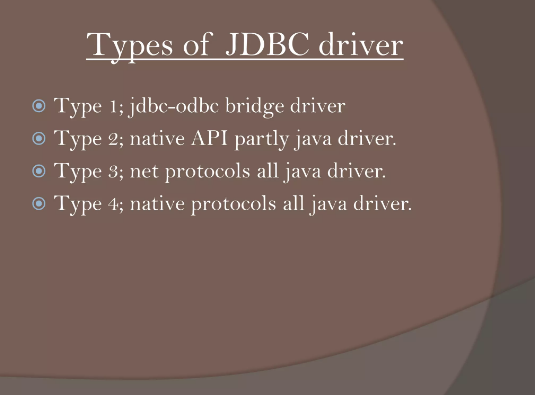 Types of JDBC driver
Type 1; jdbc-odbc bridge driver
Type 2; native API partly java driver.
Type 3; net protocols all java driver.
Type 4; native protocols all java driver.